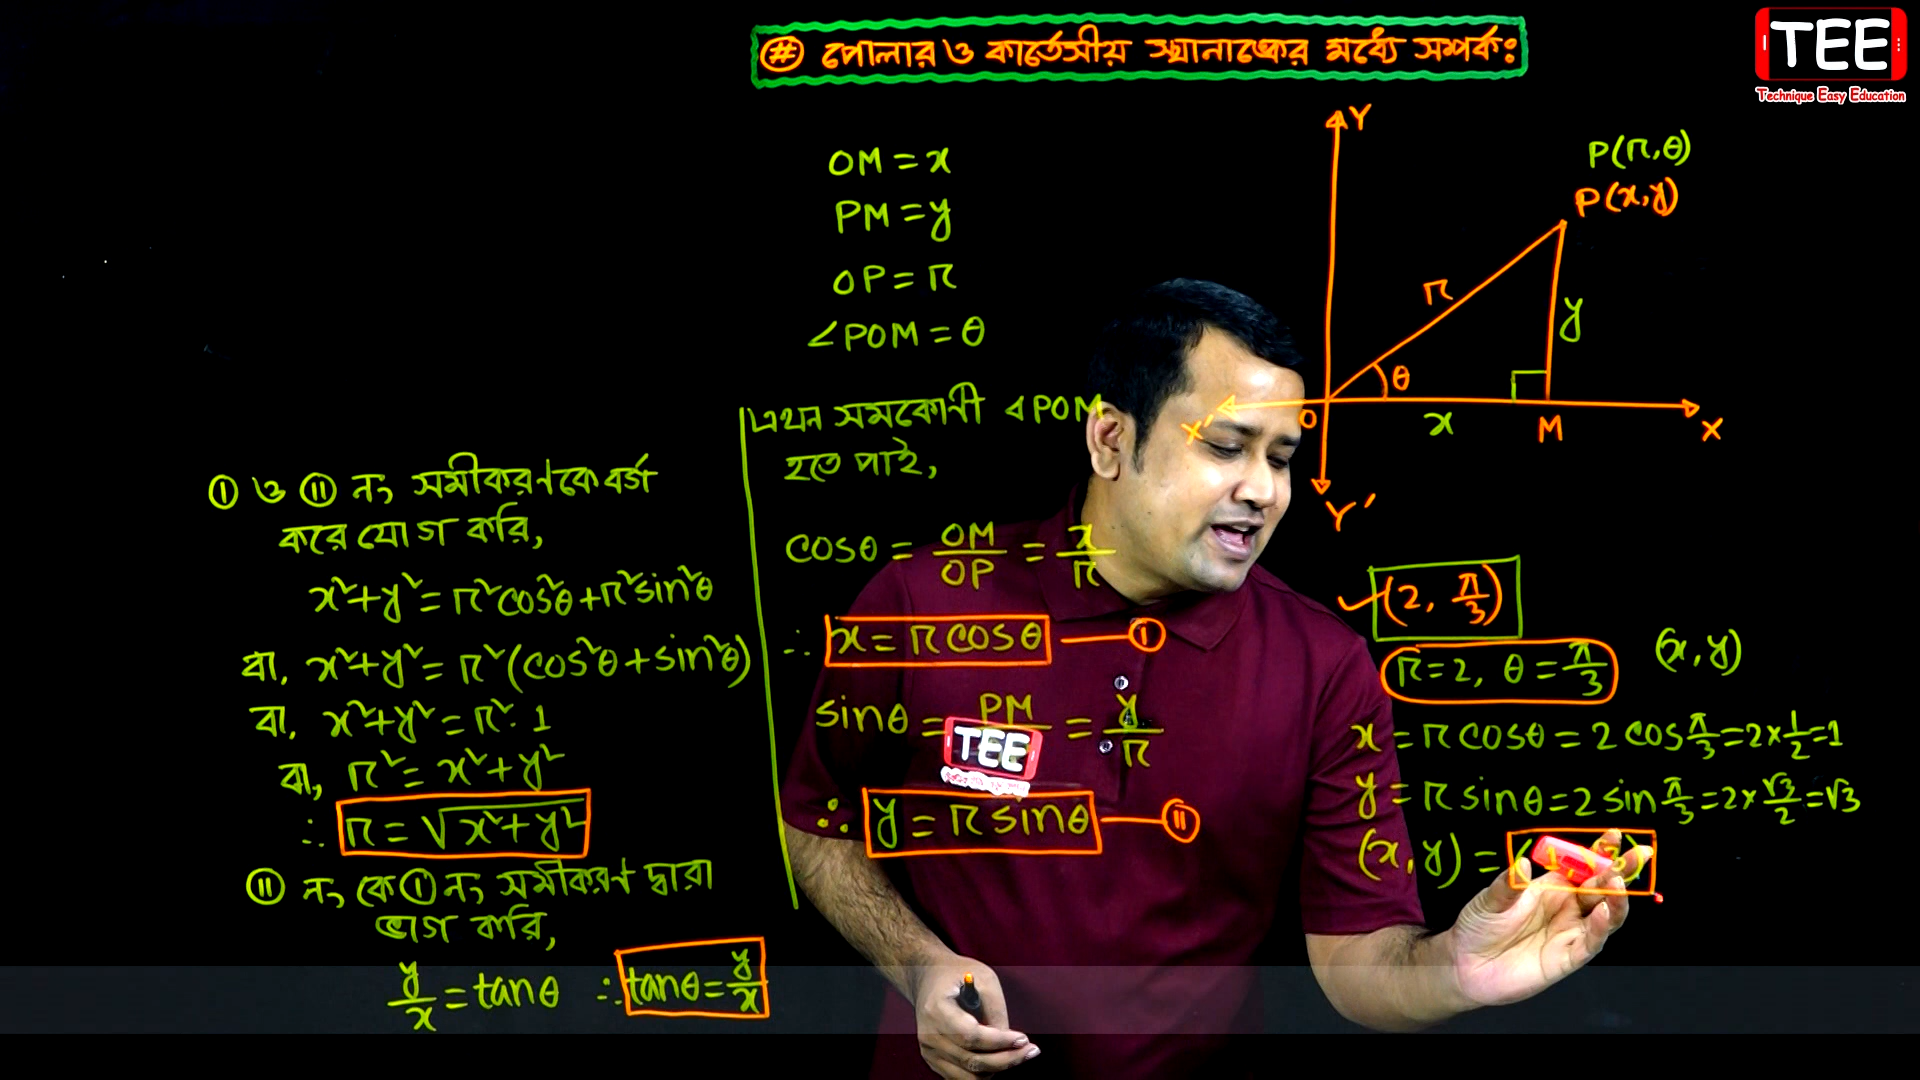 # পোলার ও কার্তেসীয় স্থানাঙ্কের মধ্যে সম্পর্ক:
TEE
Technique Easy Education
OM = x
PM = y
OP = r
∠POM = θ
Y
P(r,θ)
P(x,y)
r
y
θ
X'
O
x
M
X
Y'
এখন সমকোণী ⊲POM
হতে পাই,
cosθ = OM/OP = x/r
∴ x = r cosθ — I
sinθ = PM = y/r
TEE
∴ y = r sinθ — II
I ও II নং সমীকরণকে বর্গ
করে যোগ করি,
x²+y² = r²cos²θ + r²sin²θ
বা, x²+y² = r²(cos²θ + sin²θ)
বা, x²+y² = r².1
বা, r² = x²+y²
∴ r = √x²+y²
II নং কে I নং সমীকরণ দ্বারা
ভাগ করি,
y/x = tanθ ∴ tanθ = y/x
(2, π/3)
r=2, θ = π/3 (x,y)
x = r cosθ = 2 cos π/3 = 2×1/2 = 1
y = r sinθ = 2 sin π/3 = 2×√3/2 = √3
(x,y) = (1,